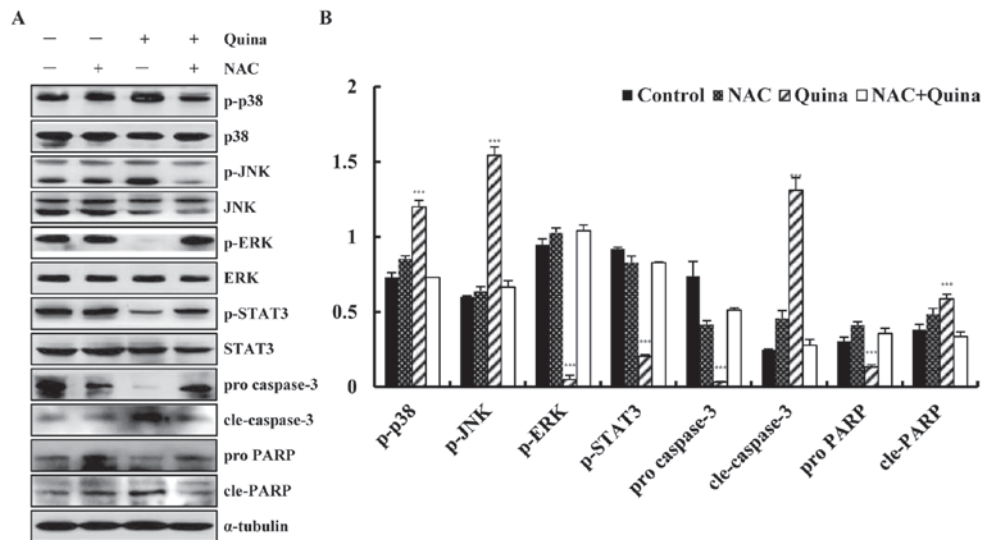 A
— — + + Quina
— + — + NAC
p-p38
p38
p-JNK
JNK
p-ERK
ERK
p-STAT3
STAT3
pro caspase-3
cle-caspase-3
pro PARP
cle-PARP
α-tubulin
B
Control NAC Quina NAC+Quina
2
1.5
1
0.5
0
***
***
***
***
***
***
***
***
p-p38
p-JNK
p-ERK
p-STAT3
pro caspase-3
cle-caspase-3
pro PARP
cle-PARP